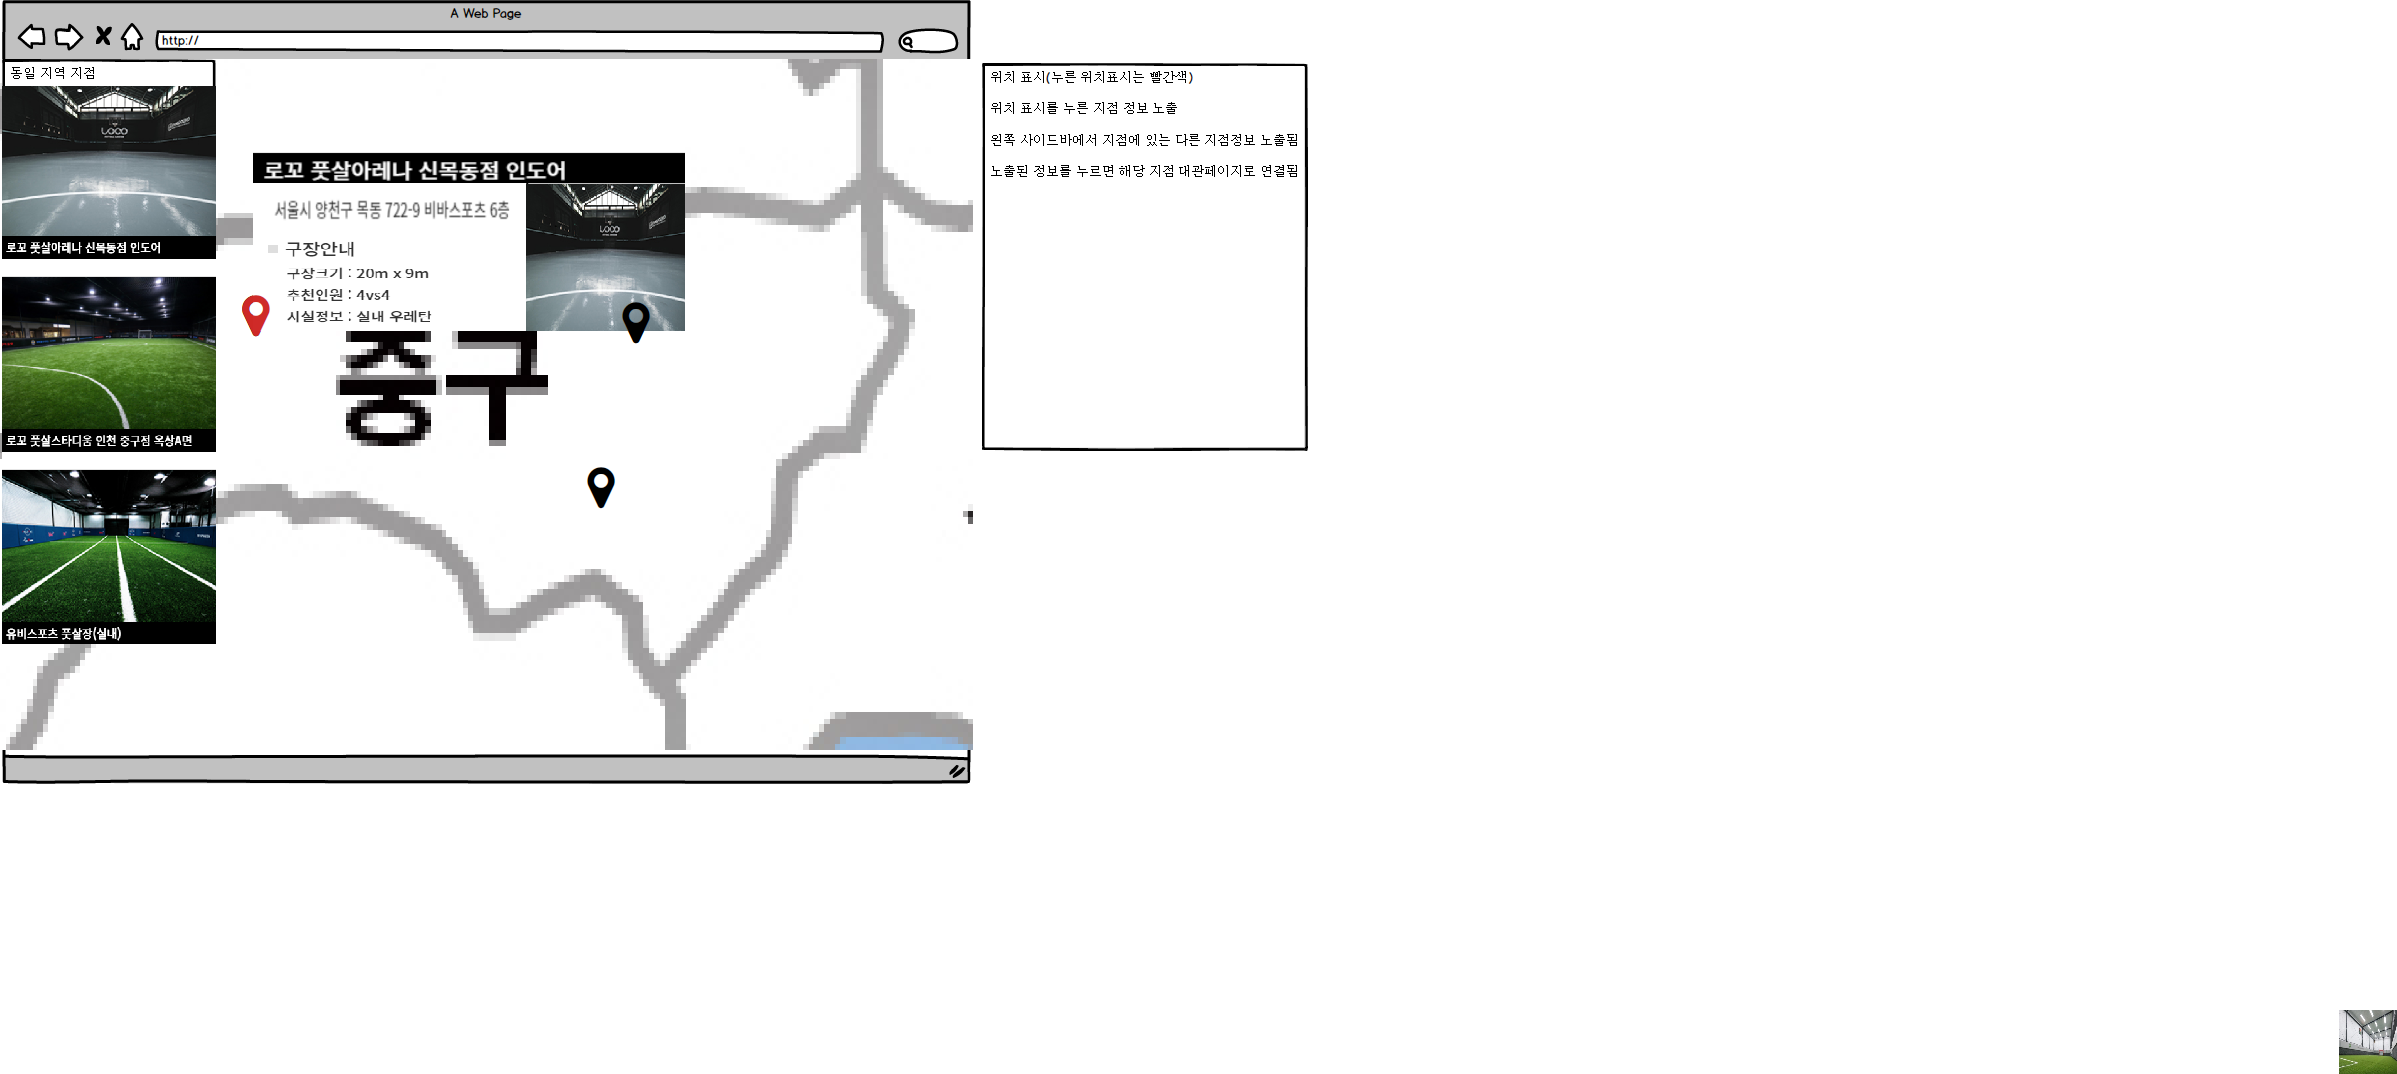 A Web Page
http://
동일 지역 지점
LOCO
로꼬 풋살아레나 신목동점 인도어
로꼬 풋살스타디움 인천 중구점 옥상A면
유비스포츠 풋살장(실내)
로꼬 풋살아레나 신목동점 인도어
서울시 양천구 목동 722-9 비바스포츠 6층
구장안내
구장크기 : 20m x 9m
추천인원 : 4vs4
시설정보 : 실내 우레탄
LOCO
중구
위치 표시(누른 위치표시는 빨간색)
위치 표시를 누른 지점 정보 노출
왼쪽 사이드바에서 지점에 있는 다른 지점정보 노출됨
노출된 정보를 누르면 해당 지점 대관페이지로 연결됨